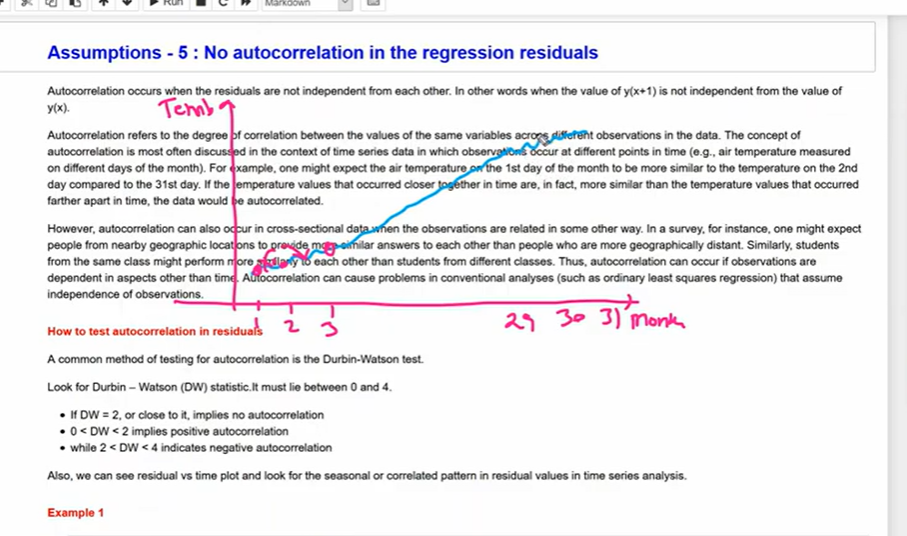 Run
Markdown
Assumptions - 5 : No autocorrelation in the regression residuals
Autocorrelation occurs when the residuals are not independent from each other. In other words when the value of y(x+1) is not independent from the value of
y(x).
Temb
Autocorrelation refers to the degree of correlation between the values of the same variables across different observations in the data. The concept of
autocorrelation is most often discussed in the context of time series data in which observations occur at different points in time (e.g., air temperature measured
on different days of the month). For example, one might expect the air temperature on the 1st day of the month to be more similar to the temperature on the 2nd
day compared to the 31st day. If the temperature values that occurred closer together in time are, in fact, more similar than the temperature values that occurred
farther apart in time, the data would be autocorrelated.
However, autocorrelation can also occur in cross-sectional data when the observations are related in some other way. In a survey, for instance, one might expect
people from nearby geographic locations to provide more similar answers to each other than people who are more geographically distant. Similarly, students
from the same class might perform more similarly to each other than students from different classes. Thus, autocorrelation can occur if observations are
dependent in aspects other than time. Autocorrelation can cause problems in conventional analyses (such as ordinary least squares regression) that assume
independence of observations.
1 2 3 29 30 31 Month
How to test autocorrelation in residuals
A common method of testing for autocorrelation is the Durbin-Watson test.
Look for Durbin – Watson (DW) statistic.It must lie between 0 and 4.
• If DW = 2, or close to it, implies no autocorrelation
• 0 < DW < 2 implies positive autocorrelation
• while 2 < DW < 4 indicates negative autocorrelation
Also, we can see residual vs time plot and look for the seasonal or correlated pattern in residual values in time series analysis.
Example 1